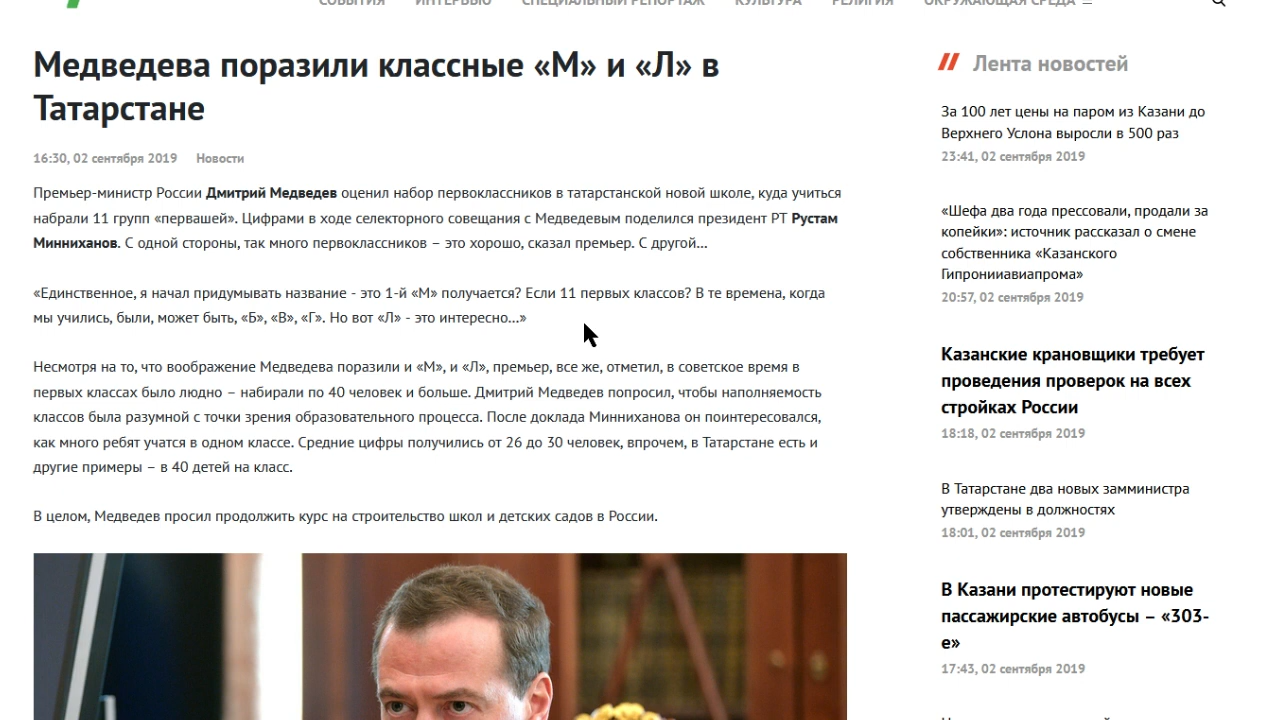 СОБЫТИЯ ИНТЕРВЬЮ СПЕЦИАЛЬНЫЙ РЕПОРТАЖ КУЛЬТУРА РЕЛИГИЯ ОКРУЖАЮЩАЯ СРЕДА
Медведева поразили классные «М» и «Л» в
Татарстане
16:30, 02 сентября 2019 Новости
Премьер-министр России Дмитрий Медведев оценил набор первоклассников в татарстанской новой школе, куда учиться
набрали 11 групп «первашей». Цифрами в ходе селекторного совещания с Медведевым поделился президент РТ Рустам
Минниханов. С одной стороны, так много первоклассников – это хорошо, сказал премьер. С другой...
«Единственное, я начал придумывать название - это 1-й «М» получается? Если 11 первых классов? В те времена, когда
мы учились, были, может быть, «Б», «В», «Г». Но вот «Л» - это интересно...»
Несмотря на то, что воображение Медведева поразили и «М», и «Л», премьер, все же, отметил, в советское время в
первых классах было людно – набирали по 40 человек и больше. Дмитрий Медведев попросил, чтобы наполняемость
классов была разумной с точки зрения образовательного процесса. После доклада Минниханова он поинтересовался,
как много ребят учатся в одном классе. Средние цифры получились от 26 до 30 человек, впрочем, в Татарстане есть и
другие примеры – в 40 детей на класс.
В целом, Медведев просил продолжить курс на строительство школ и детских садов в России.
Лента новостей
За 100 лет цены на паром из Казани до
Верхнего Услона выросли в 500 раз
23:41, 02 сентября 2019
«Шефа два года прессовали, продали за
копейки»: источник рассказал о смене
собственника «Казанского
Гипронииавиапрома»
20:57, 02 сентября 2019
Казанские крановщики требует
проведения проверок на всех
стройках России
18:18, 02 сентября 2019
В Татарстане два новых замминистра
утверждены в должностях
18:01, 02 сентября 2019
В Казани протестируют новые
пассажирские автобусы – «303-
е»
17:43, 02 сентября 2019